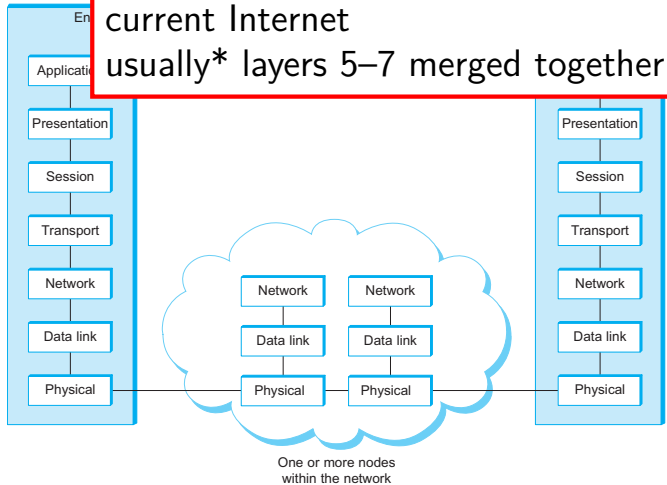 current Internet
usually* layers 5–7 merged together
Presentation
Session
Transport
Network
Data link
Physical
Network
Data link
Physical
Network
Data link
Physical
Presentation
Session
Transport
Network
Data link
Physical
One or more nodes
within the network